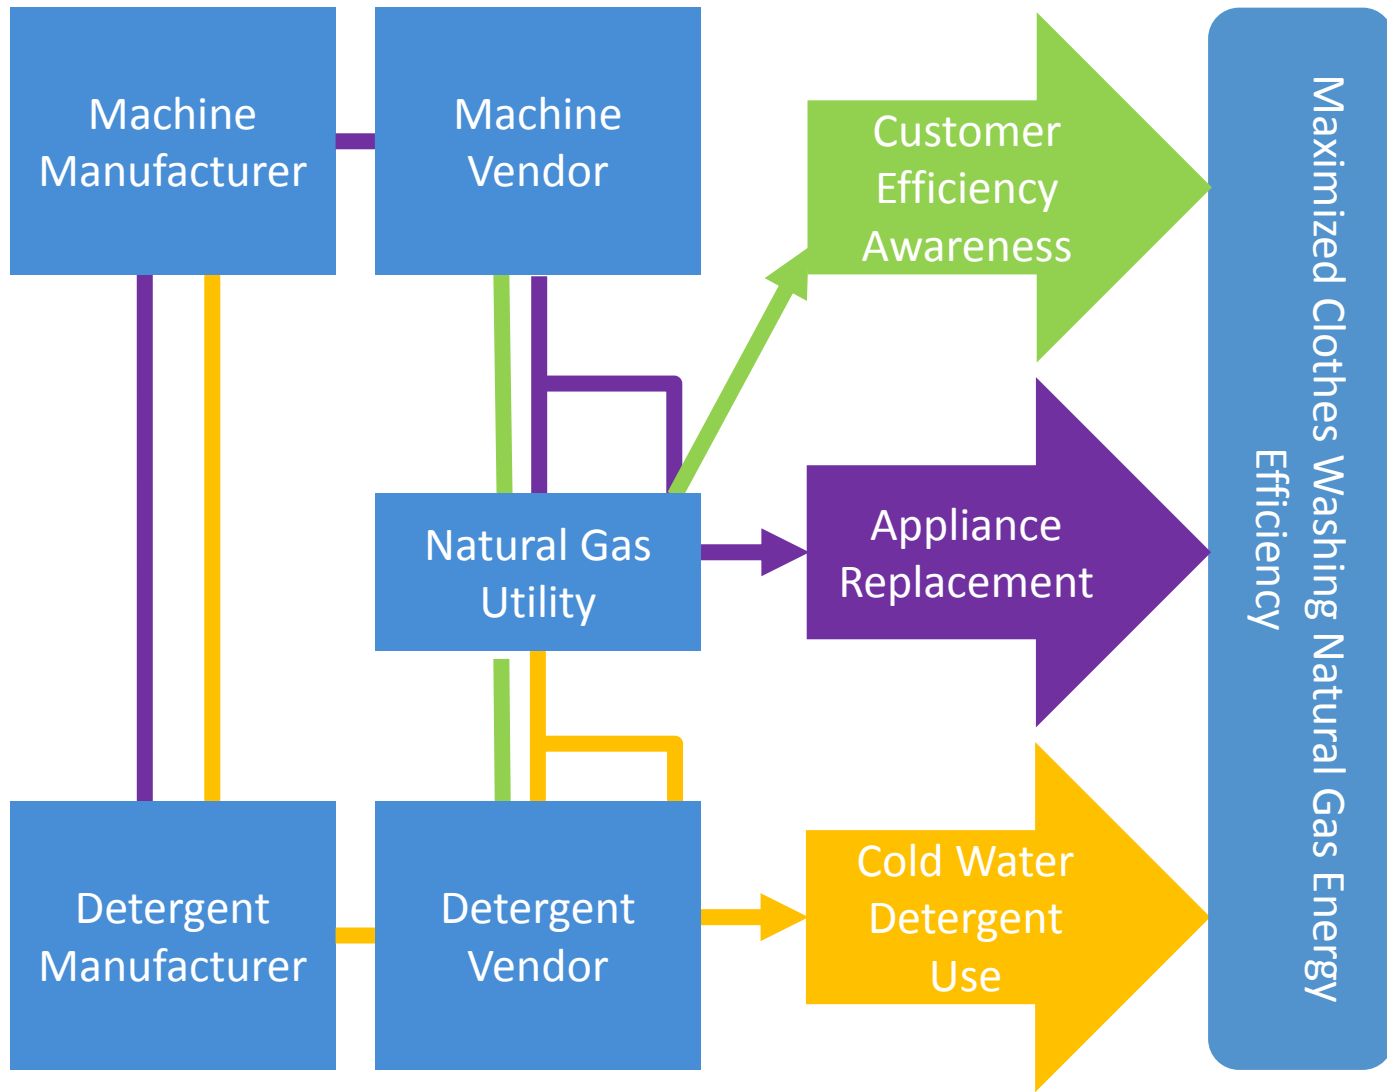 Machine
Manufacturer
Machine
Vendor
Customer
Efficiency
Awareness
Natural Gas
Utility
Appliance
Replacement
Detergent
Manufacturer
Detergent
Vendor
Cold Water
Detergent
Use
Maximized Clothes Washing Natural Gas Energy
Efficiency